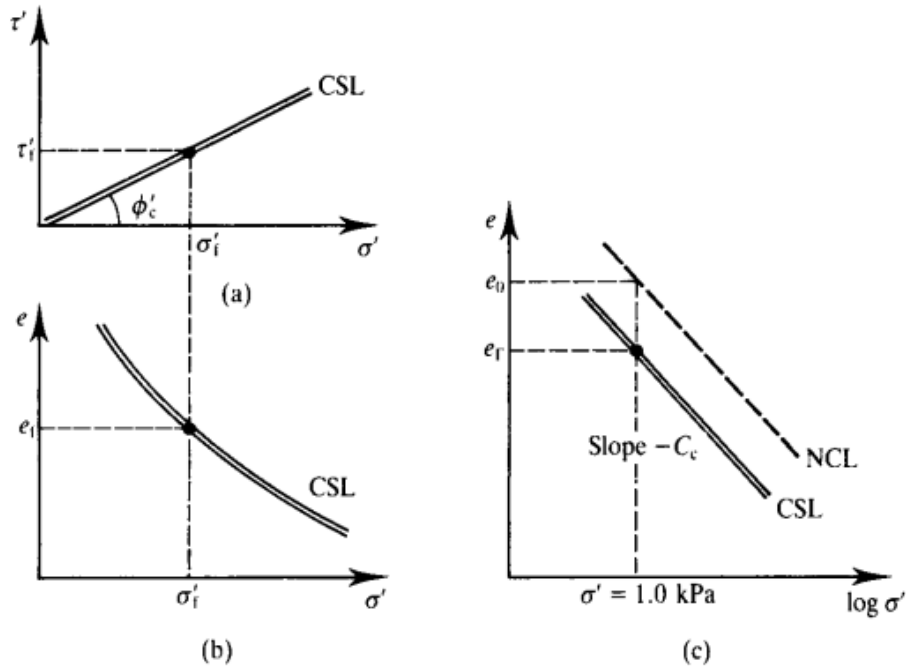 τ′
CSL
τ′f
ϕ′c
σ′f
σ′
(a)
e
ef
CSL
σ′f
σ′
(b)
e
e0
eΓ
Slope −Cc
NCL
CSL
σ′ = 1.0 kPa
log σ′
(c)